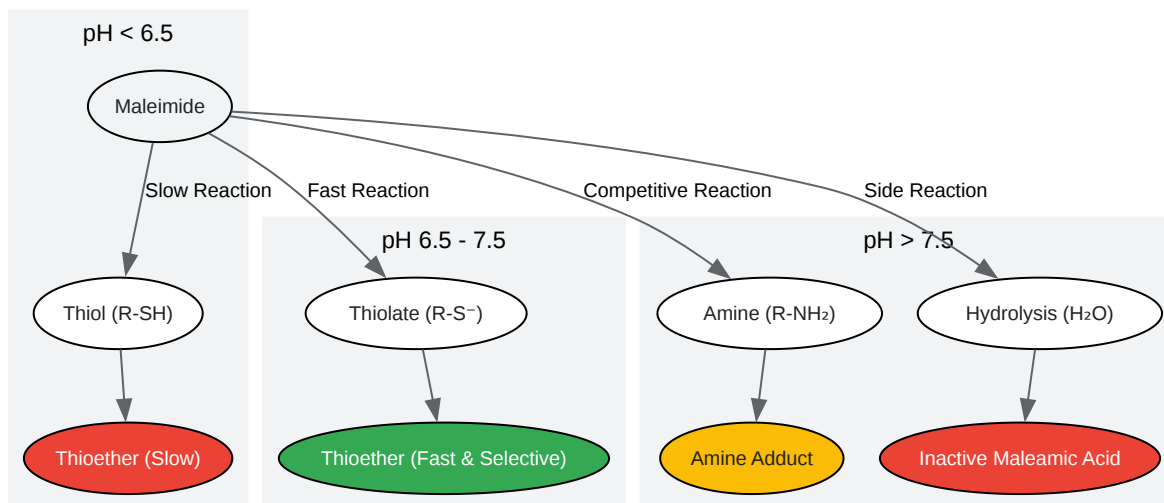 pH < 6.5
Maleimide
Slow Reaction
Fast Reaction
Competitive Reaction
Side Reaction
pH 6.5 - 7.5
pH > 7.5
Thiol (R-SH)
Thiolate (R-S⁻)
Amine (R-NH₂)
Hydrolysis (H₂O)
Thioether (Slow)
Thioether (Fast & Selective)
Amine Adduct
Inactive Maleamic Acid